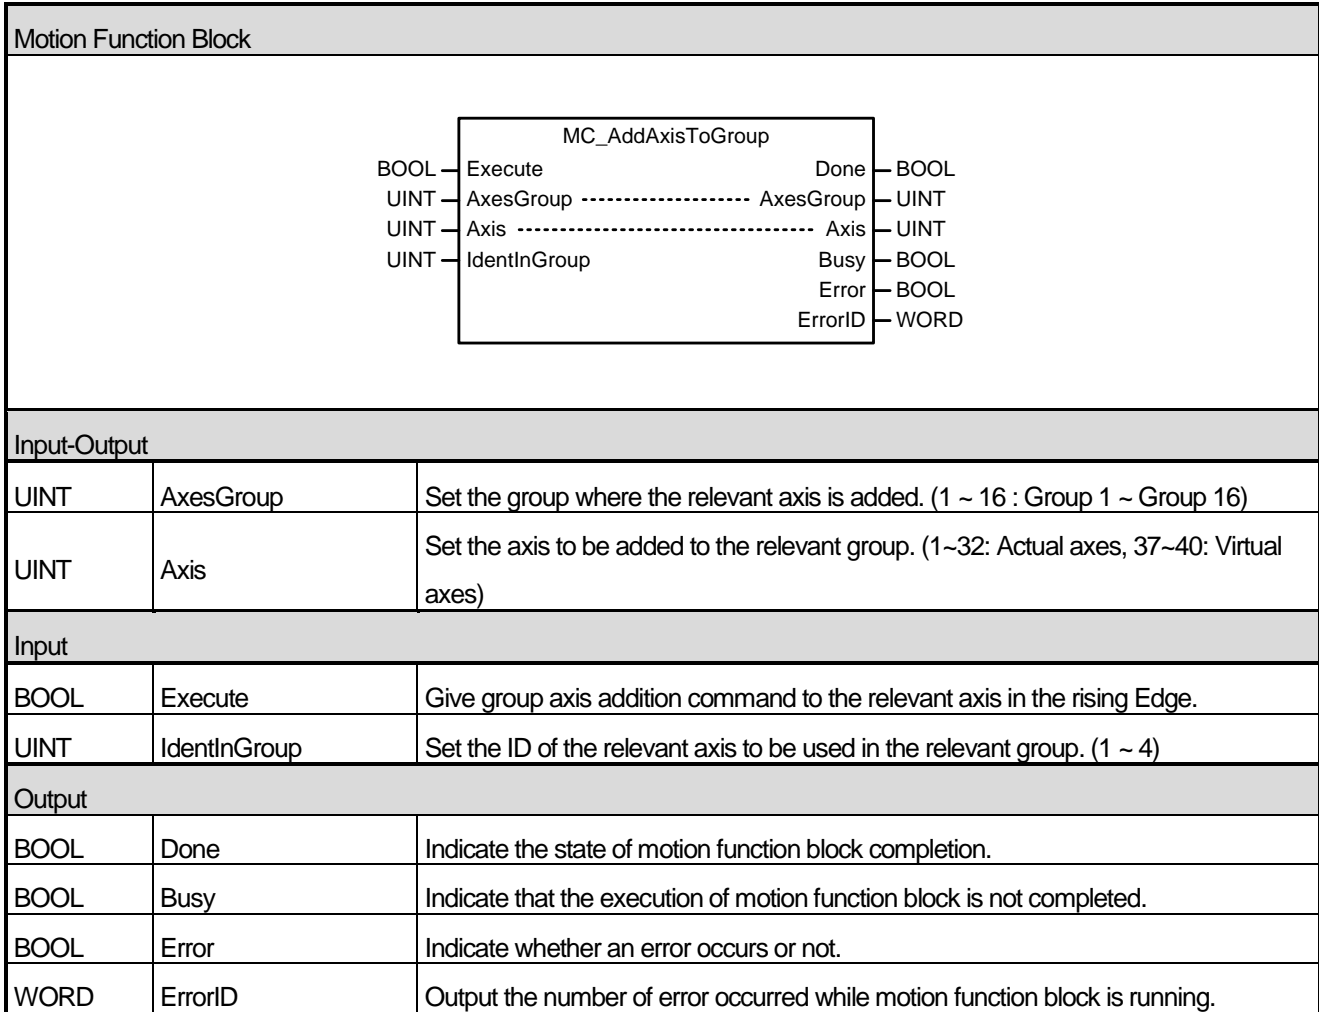 Motion Function Block
MC_AddAxisToGroup
BOOL Execute Done BOOL
UINT AxesGroup AxesGroup UINT
UINT Axis Axis UINT
UINT IdentInGroup Busy BOOL
Error BOOL
ErrorID WORD
Input-Output
UINT AxesGroup Set the group where the relevant axis is added. (1 ~ 16 : Group 1 ~ Group 16)
UINT Axis Set the axis to be added to the relevant group. (1~32: Actual axes, 37~40: Virtual
axes)
Input
BOOL Execute Give group axis addition command to the relevant axis in the rising Edge.
UINT IdentInGroup Set the ID of the relevant axis to be used in the relevant group. (1 ~ 4)
Output
BOOL Done Indicate the state of motion function block completion.
BOOL Busy Indicate that the execution of motion function block is not completed.
BOOL Error Indicate whether an error occurs or not.
WORD ErrorID Output the number of error occurred while motion function block is running.